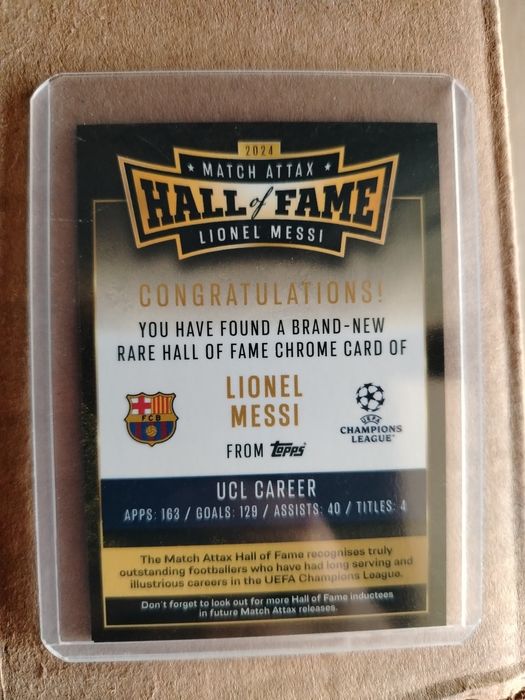 2024
MATCH ATTAX
HALL of FAME
LIONEL MESSI
CONGRATULATIONS!
YOU HAVE FOUND A BRAND-NEW
RARE HALL OF FAME CHROME CARD OF
LIONEL
MESSI
FCB
UEFA
CHAMPIONS
LEAGUE
FROM Topps
UCL CAREER
APPS: 163 / GOALS: 129 / ASSISTS: 40 / TITLES: 4
The Match Attax Hall of Fame recognises truly
outstanding footballers who have had long serving and
illustrious careers in the UEFA Champions League.
Don't forget to look out for more Hall of Fame inductees
in future Match Attax releases.